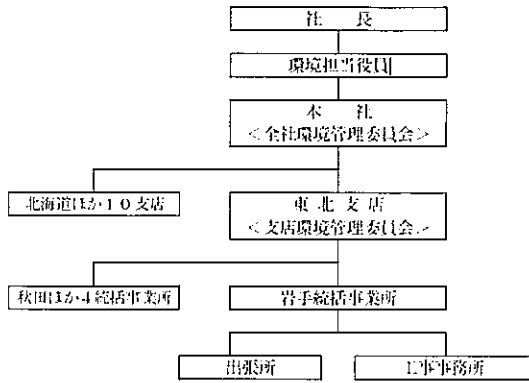 社　長
環境担当役員
本　社
＜全社環境管理委員会＞
北海道ほか１０支店
東 北 支 店
＜支店環境管理委員会＞
秋田ほか４統括事業所
岩手統括事業所
出張所
工事事務所